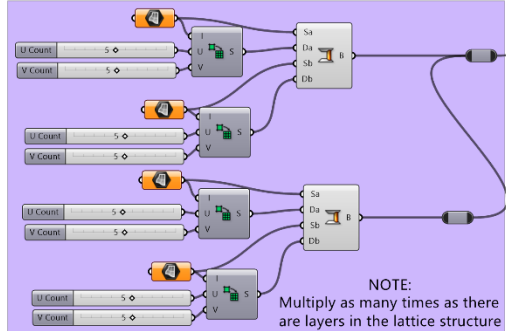 I
U
V
S
Sa
Da
Sb
Db
B
U Count 5
V Count 5
I
U
V
S
U Count 5
V Count 5
I
U
V
S
Sa
Da
Sb
Db
B
U Count 5
V Count 5
I
U
V
S
U Count 5
V Count 5
NOTE:
Multiply as many times as there
are layers in the lattice structure